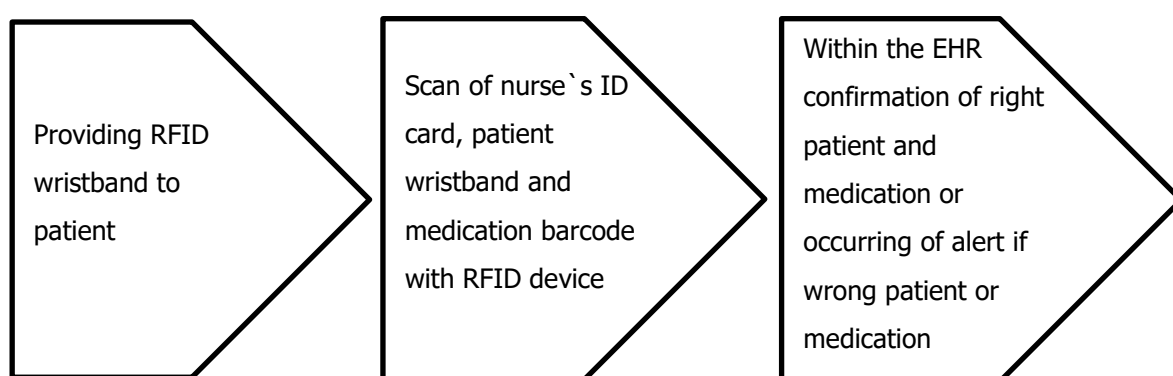 Providing RFID
wristband to
patient
Scan of nurse`s ID
card, patient
wristband and
medication barcode
with RFID device
Within the EHR
confirmation of right
patient and
medication or
occurring of alert if
wrong patient or
medication